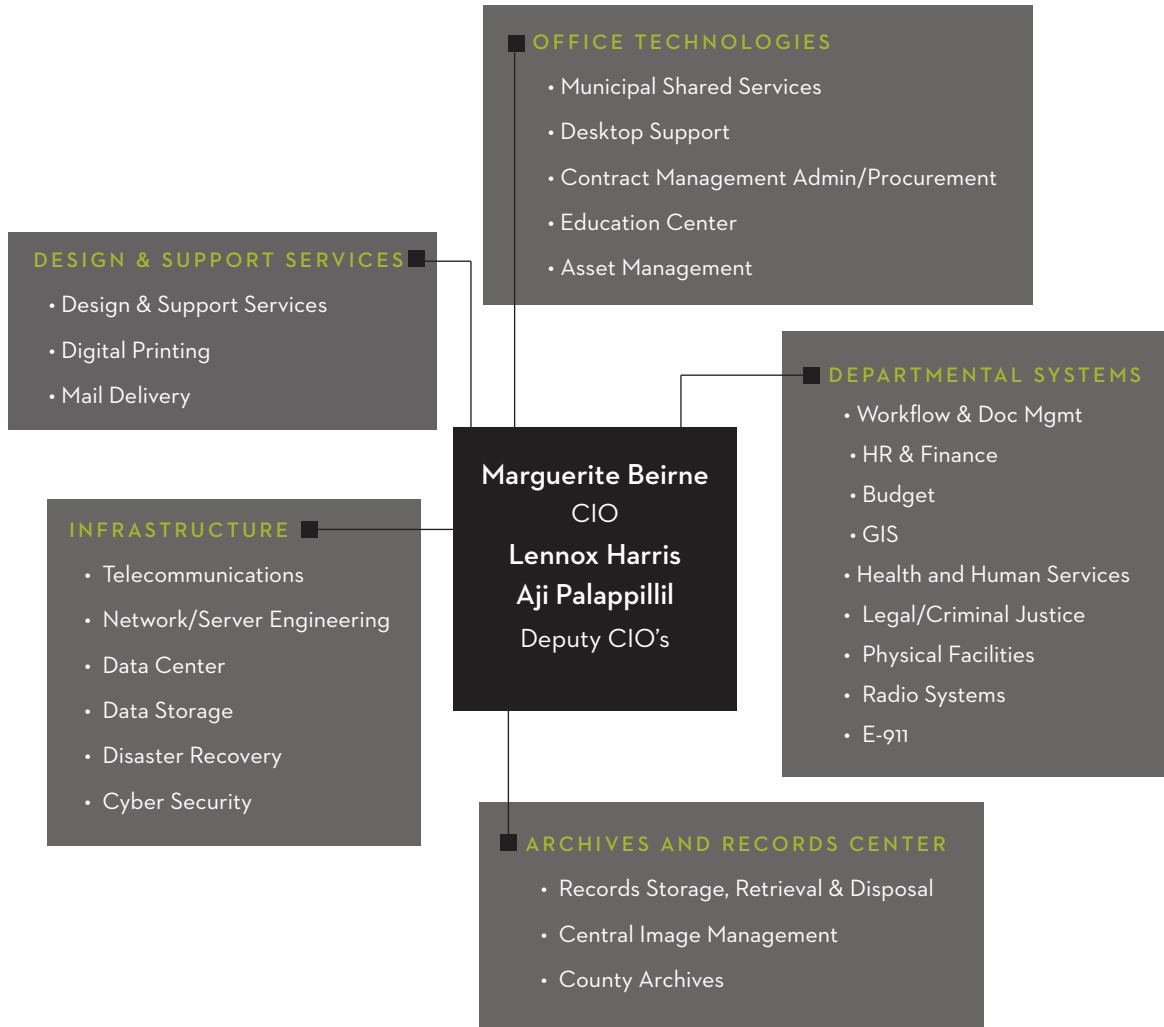 OFFICE TECHNOLOGIES
• Municipal Shared Services
• Desktop Support
• Contract Management Admin/Procurement
• Education Center
• Asset Management
DESIGN & SUPPORT SERVICES
• Design & Support Services
• Digital Printing
• Mail Delivery
DEPARTMENTAL SYSTEMS
• Workflow & Doc Mgmt
• HR & Finance
• Budget
• GIS
• Health and Human Services
• Legal/Criminal Justice
• Physical Facilities
• Radio Systems
• E-911
Marguerite Beirne
CIO
Lennox Harris
Aji Palappillil
Deputy CIO's
INFRASTRUCTURE
• Telecommunications
• Network/Server Engineering
• Data Center
• Data Storage
• Disaster Recovery
• Cyber Security
ARCHIVES AND RECORDS CENTER
• Records Storage, Retrieval & Disposal
• Central Image Management
• County Archives